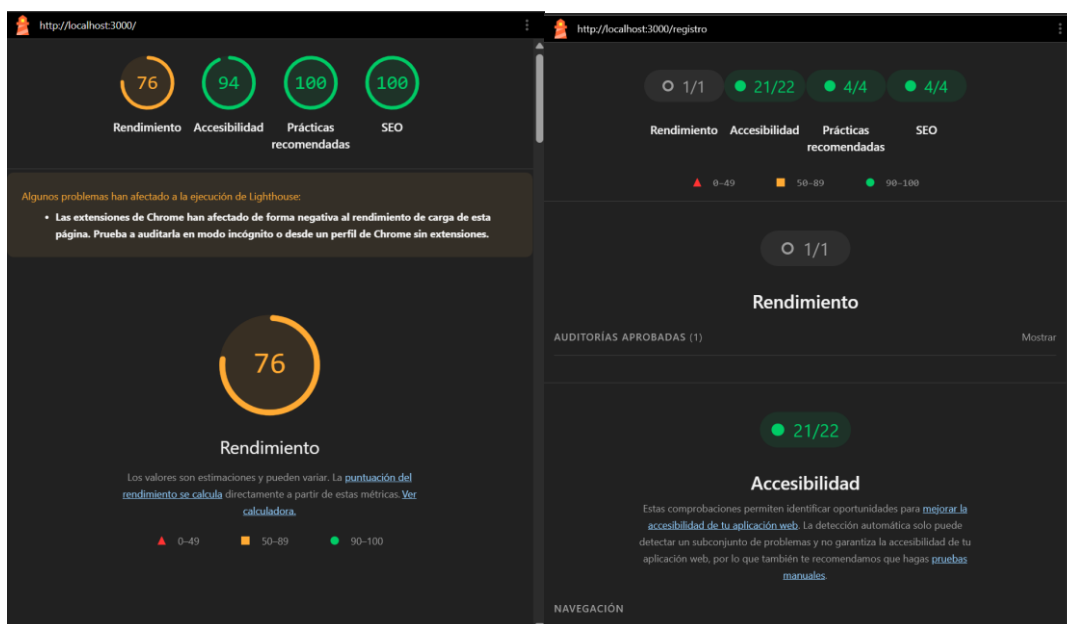 http://localhost:3000/
76
94
100
100
Rendimiento
Accesibilidad
Prácticas
recomendadas
SEO
Algunos problemas han afectado a la ejecución de Lighthouse:
• Las extensiones de Chrome han afectado de forma negativa al rendimiento de carga de esta
página. Prueba a auditarla en modo incógnito o desde un perfil de Chrome sin extensiones.
76
Rendimiento
Los valores son estimaciones y pueden variar. La puntuación del
rendimiento se calcula directamente a partir de estas métricas. Ver
calculadora.
0–49
50–89
90–100
http://localhost:3000/registro
1/1
21/22
4/4
4/4
Rendimiento
Accesibilidad
Prácticas
recomendadas
SEO
0–49
50–89
90–100
1/1
Rendimiento
AUDITORÍAS APROBADAS (1)
Mostrar
21/22
Accesibilidad
Estas comprobaciones permiten identificar oportunidades para mejorar la
accesibilidad de tu aplicación web. La detección automática solo puede
detectar un subconjunto de problemas y no garantiza la accesibilidad de tu
aplicación web, por lo que también te recomendamos que hagas pruebas
manuales.
NAVEGACIÓN